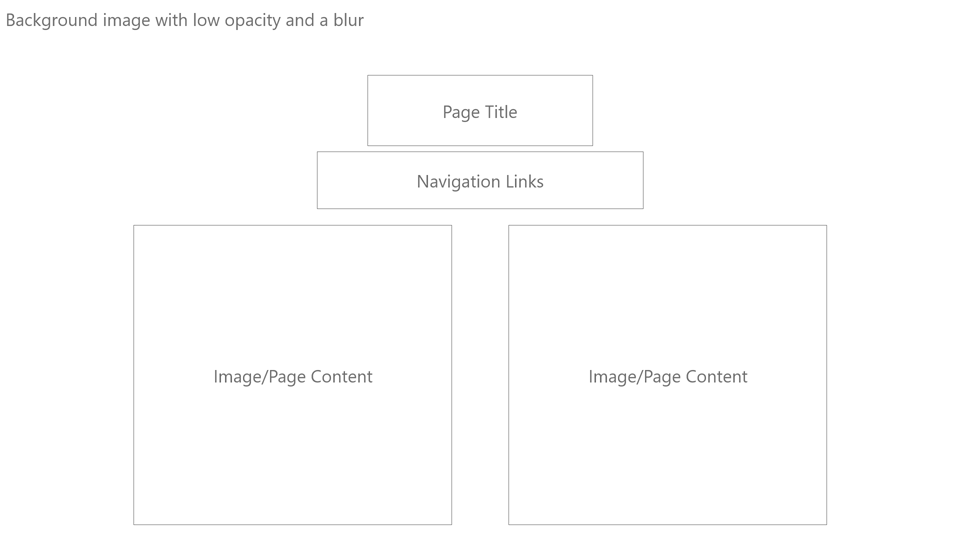 Background image with low opacity and a blur
Page Title
Navigation Links
Image/Page Content
Image/Page Content